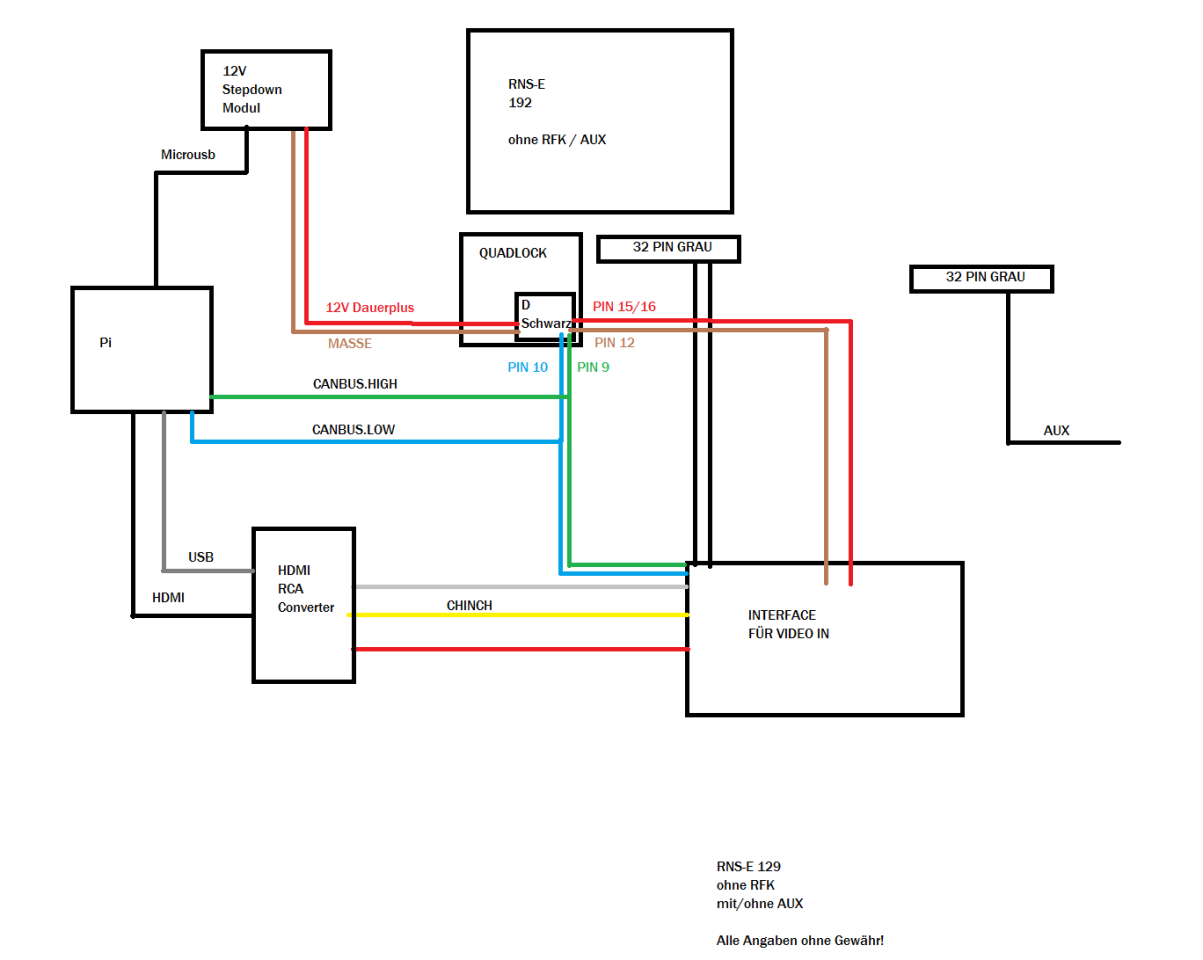 12V
Stepdown
Modul
RNS-E
192
ohne RFK / AUX
Microusb
QUADLOCK
32 PIN GRAU
32 PIN GRAU
12V Dauerplus
D
Schwarz
PIN 15/16
MASSE
PIN 12
Pi
PIN 10
PIN 9
CANBUS.HIGH
CANBUS.LOW
AUX
USB
HDMI
HDMI
RCA
Converter
CHINCH
INTERFACE
FÜR VIDEO IN
RNS-E 129
ohne RFK
mit/ohne AUX
Alle Angaben ohne Gewähr!